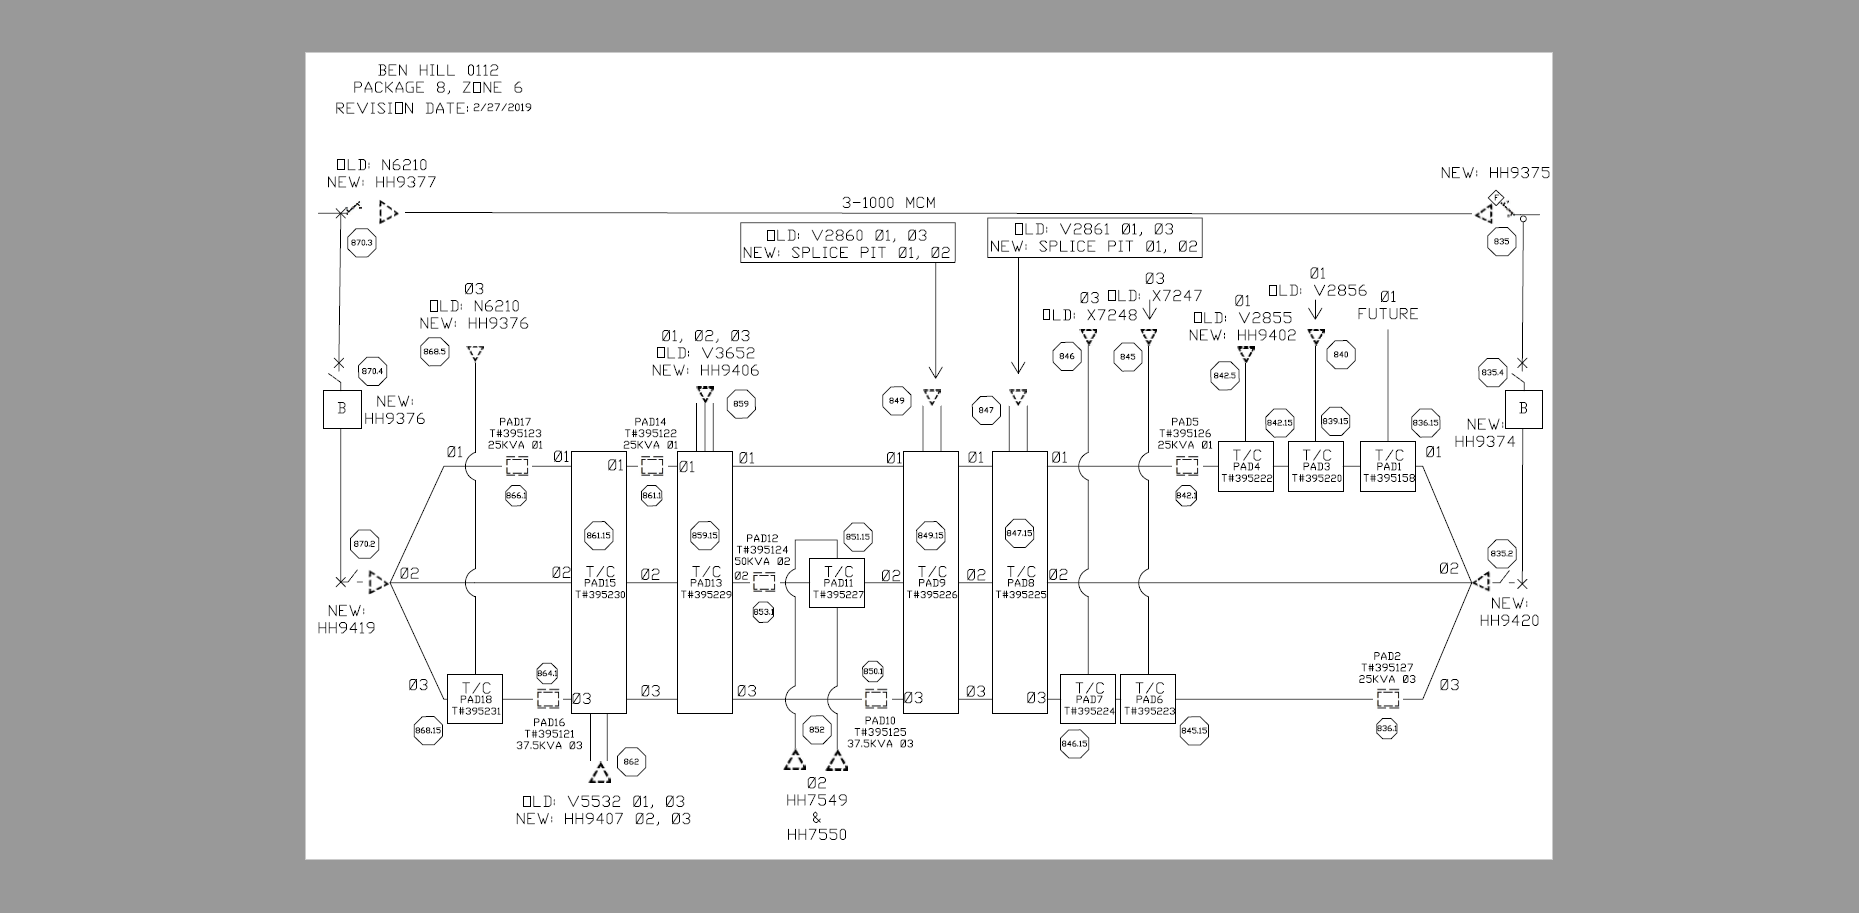 BEN HILL 0112
PACKAGE 8, ZONE 6
REVISION DATE: 2/27/2019
OLD: N6210
NEW: HH9377
NEW: HH9375
3-1000 MCM
870.3
835
OLD: V2860 Ø1, Ø3
NEW: SPLICE PIT Ø1, Ø2
OLD: V2861 Ø1, Ø3
NEW: SPLICE PIT Ø1, Ø2
Ø3
OLD: N6210
NEW: HH9376
868.5
Ø1, Ø2, Ø3
OLD: V3652
NEW: HH9406
859
849
847
Ø3
OLD: X7248
846
Ø3
OLD: X7247
845
Ø1
OLD: V2855
NEW: HH9402
842.5
Ø1
OLD: V2856
840
Ø1
FUTURE
870.4
B
NEW:
HH9376
835.4
B
NEW:
HH9374
PAD17
T#395123
25KVA Ø1
866.1
PAD14
T#395122
25KVA Ø1
861.1
PAD5
T#395126
25KVA Ø1
842.1
842.15
T/C
PAD4
T#395222
839.15
T/C
PAD3
T#395220
836.15
T/C
PAD1
T#395158
Ø1
Ø1
Ø1
Ø1
Ø1
Ø1
Ø1
Ø1
Ø1
870.2
Ø2
NEW:
HH9419
861.15
T/C
PAD15
T#395230
859.15
T/C
PAD13
T#395229
PAD12
T#395124
50KVA Ø2
853.1
851.15
T/C
PAD11
T#395227
849.15
T/C
PAD9
T#395226
847.15
T/C
PAD8
T#395225
Ø2
Ø2
Ø2
Ø2
Ø2
Ø2
Ø2
835.2
NEW:
HH9420
Ø3
T/C
PAD18
T#395231
868.15
864.1
PAD16
T#395121
37.5KVA Ø3
Ø3
Ø3
Ø3
850.1
PAD10
T#395125
37.5KVA Ø3
Ø3
Ø3
Ø3
T/C
PAD7
T#395224
846.15
T/C
PAD6
T#395223
845.15
PAD2
T#395127
25KVA Ø3
836.1
Ø3
862
OLD: V5532 Ø1, Ø3
NEW: HH9407 Ø2, Ø3
852
Ø2
HH7549
&
HH7550
F